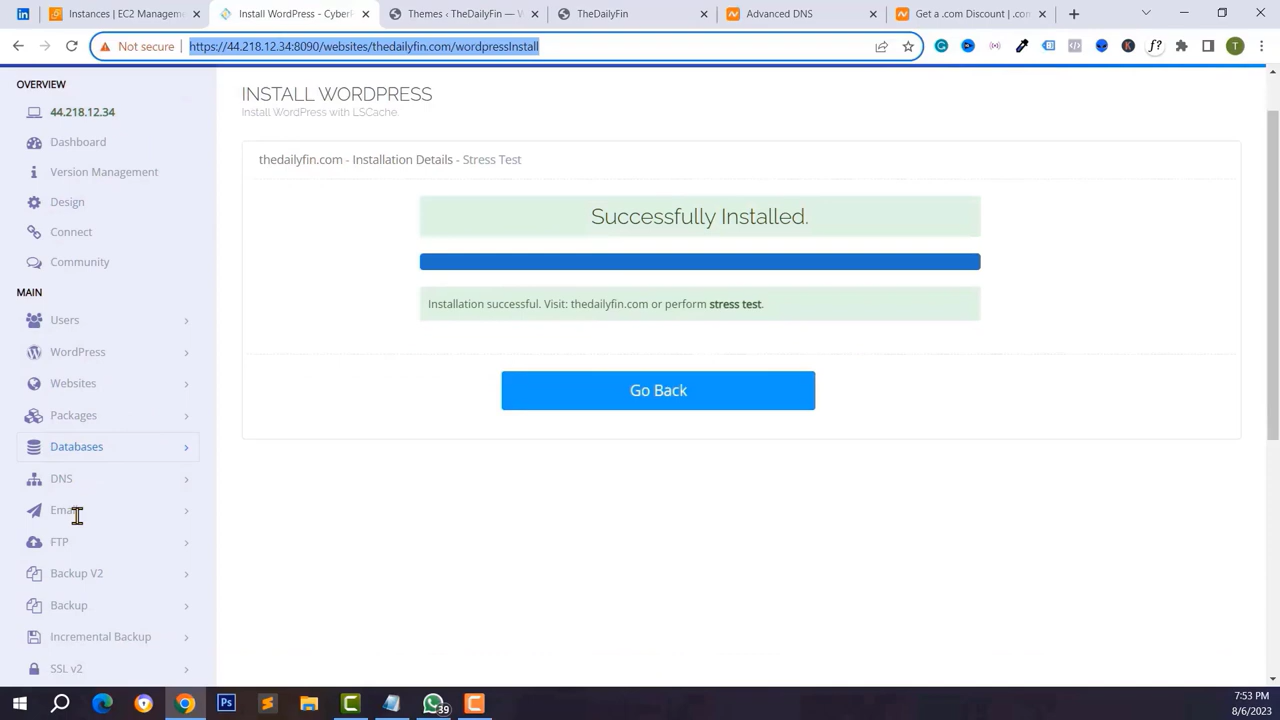 Instances | EC2 Manageme
Install WordPress - CyberP
Themes ‹ TheDailyFin — W
TheDailyFin
Advanced DNS
Get a .com Discount | .com
Not secure
https://44.218.12.34:8090/websites/thedailyfin.com/wordpressInstall
OVERVIEW
44.218.12.34
Dashboard
Version Management
Design
Connect
Community
MAIN
Users
WordPress
Websites
Packages
Databases
DNS
Email
FTP
Backup V2
Backup
Incremental Backup
SSL v2
INSTALL WORDPRESS
Install WordPress with LSCache.
thedailyfin.com - Installation Details - Stress Test
Successfully Installed.
Installation successful. Visit: thedailyfin.com or perform stress test.
Go Back
39
7:53 PM
8/6/2023